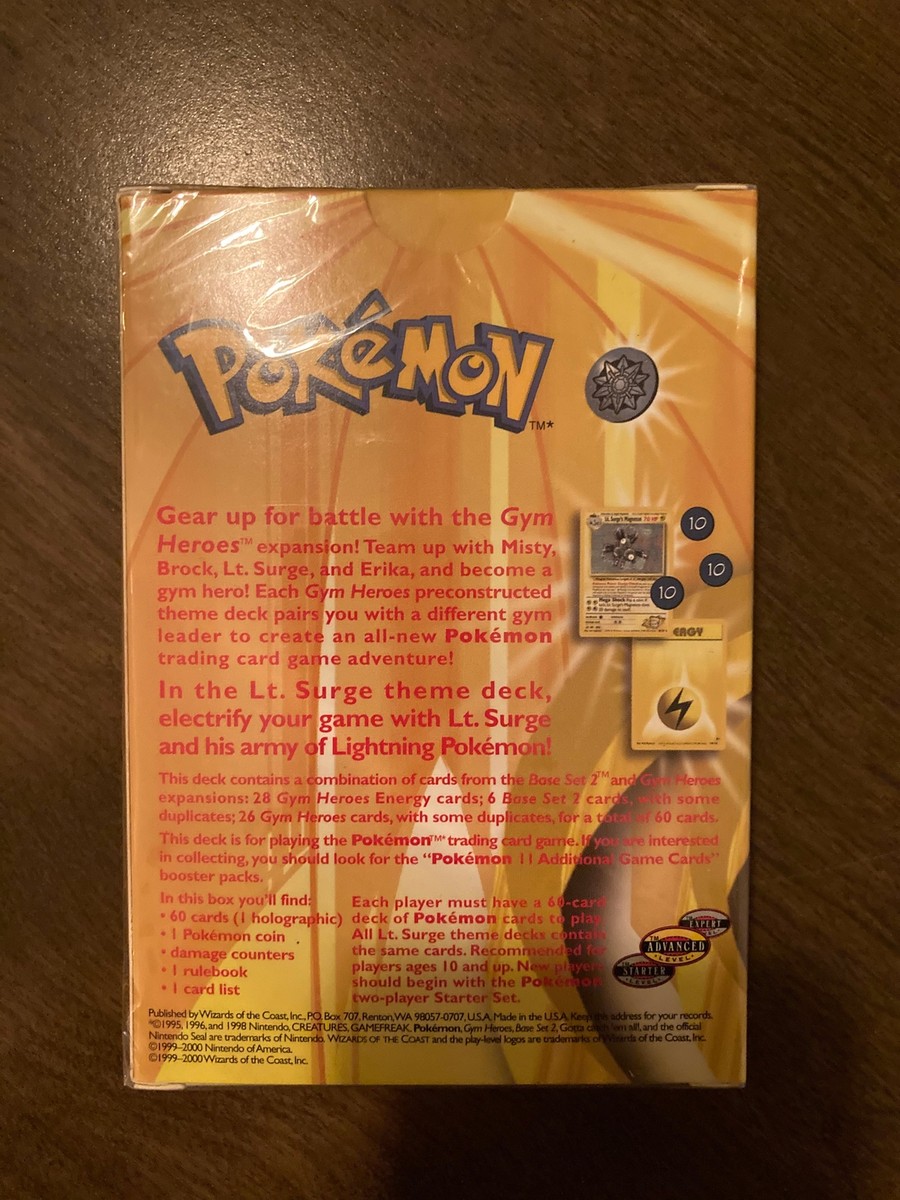 POKéMON
TM*
Gear up for battle with the Gym
Heroes™ expansion! Team up with Misty,
Brock, Lt. Surge, and Erika, and become a
gym hero! Each Gym Heroes preconstructed
theme deck pairs you with a different gym
leader to create an all-new Pokémon
trading card game adventure!
In the Lt. Surge theme deck,
electrify your game with Lt. Surge
and his army of Lightning Pokémon!
Lt. Surge's Magneton 70 HP
10
10
10
Mega Shock
ENERGY
This deck contains a combination of cards from the Base Set 2™ and Gym Heroes
expansions: 28 Gym Heroes Energy cards; 6 Base Set 2 cards, with some
duplicates; 26 Gym Heroes cards, with some duplicates, for a total of 60 cards.
This deck is for playing the Pokémon™* trading card game. If you are interested
in collecting, you should look for the “Pokémon 11 Additional Game Cards”
booster packs.
In this box you'll find:
• 60 cards (1 holographic)
• 1 Pokémon coin
• damage counters
• 1 rulebook
• 1 card list
Each player must have a 60-card
deck of Pokémon cards to play.
All Lt. Surge theme decks contain
the same cards. Recommended for
players ages 10 and up. New players
should begin with the Pokémon
two-player Starter Set.
EXPERT
LEVEL
TM
ADVANCED
• LEVEL •
TM
STARTER
LEVEL
Published by Wizards of the Coast, Inc., P.O. Box 707, Renton, WA 98057-0707, U.S.A. Made in the U.S.A. Keep this address for your records.
*©1995, 1996, and 1998 Nintendo, CREATURES, GAMEFREAK. Pokémon, Gym Heroes, Base Set 2, Gotta catch 'em all!, and the official
Nintendo Seal are trademarks of Nintendo. WIZARDS OF THE COAST and the play-level logos are trademarks of Wizards of the Coast, Inc.
©1999–2000 Nintendo of America.
©1999–2000 Wizards of the Coast, Inc.